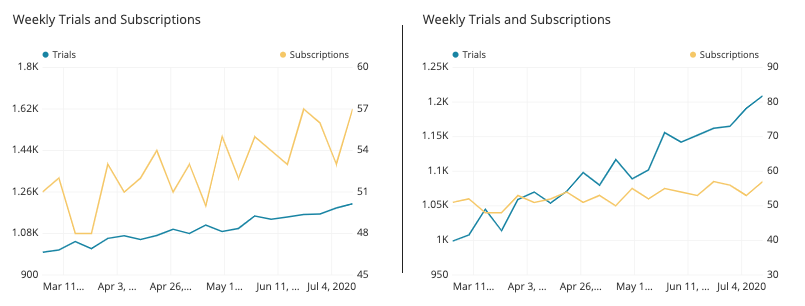 Weekly Trials and Subscriptions
Trials
Subscriptions
1.8K
1.62K
1.44K
1.26K
1.08K
900
60
57
54
51
48
45
Mar 11... Apr 3, ... Apr 26,... May 1... Jun 11, ... Jul 4, 2020
Weekly Trials and Subscriptions
Trials
Subscriptions
1.25K
1.2K
1.15K
1.1K
1.05K
1K
950
90
80
70
60
50
40
30
Mar 11... Apr 3, ... Apr 26,... May 1... Jun 11, ... Jul 4, 2020